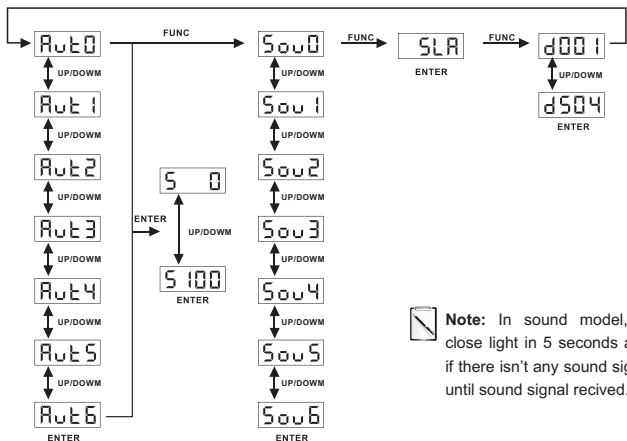 FUNC
FUNC
FUNC
Aut0
Sou0
SLA
d001
UP/DOWM
UP/DOWM
ENTER
UP/DOWM
Aut1
Sou1
d504
UP/DOWM
UP/DOWM
ENTER
Aut2
Sou2
UP/DOWM
S 0
UP/DOWM
Aut3
ENTER
UP/DOWM
Sou3
UP/DOWM
UP/DOWM
Aut4
S100
Sou4
ENTER
UP/DOWM
UP/DOWM
Aut5
Sou5
UP/DOWM
UP/DOWM
Aut6
Sou6
ENTER
ENTER
Note: In sound model,
close light in 5 seconds
if there isn't any sound
until sound signal recived.